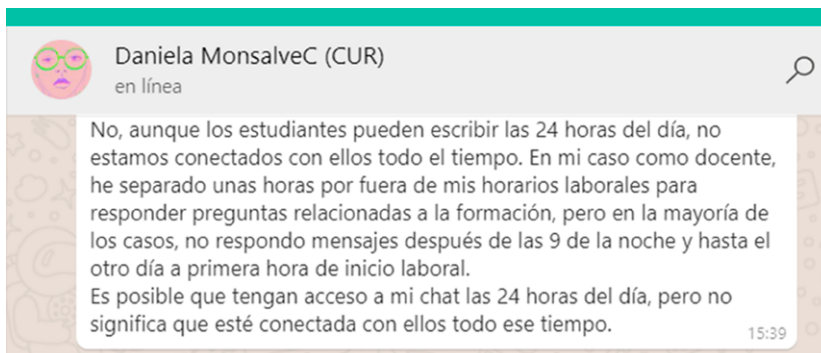 Daniela MonsalveC (CUR)
en línea
No, aunque los estudiantes pueden escribir las 24 horas del día, no
estamos conectados con ellos todo el tiempo. En mi caso como docente,
he separado unas horas por fuera de mis horarios laborales para
responder preguntas relacionadas a la formación, pero en la mayoría de
los casos, no respondo mensajes después de las 9 de la noche y hasta el
otro día a primera hora de inicio laboral.
Es posible que tengan acceso a mi chat las 24 horas del día, pero no
significa que esté conectada con ellos todo ese tiempo.
15:39